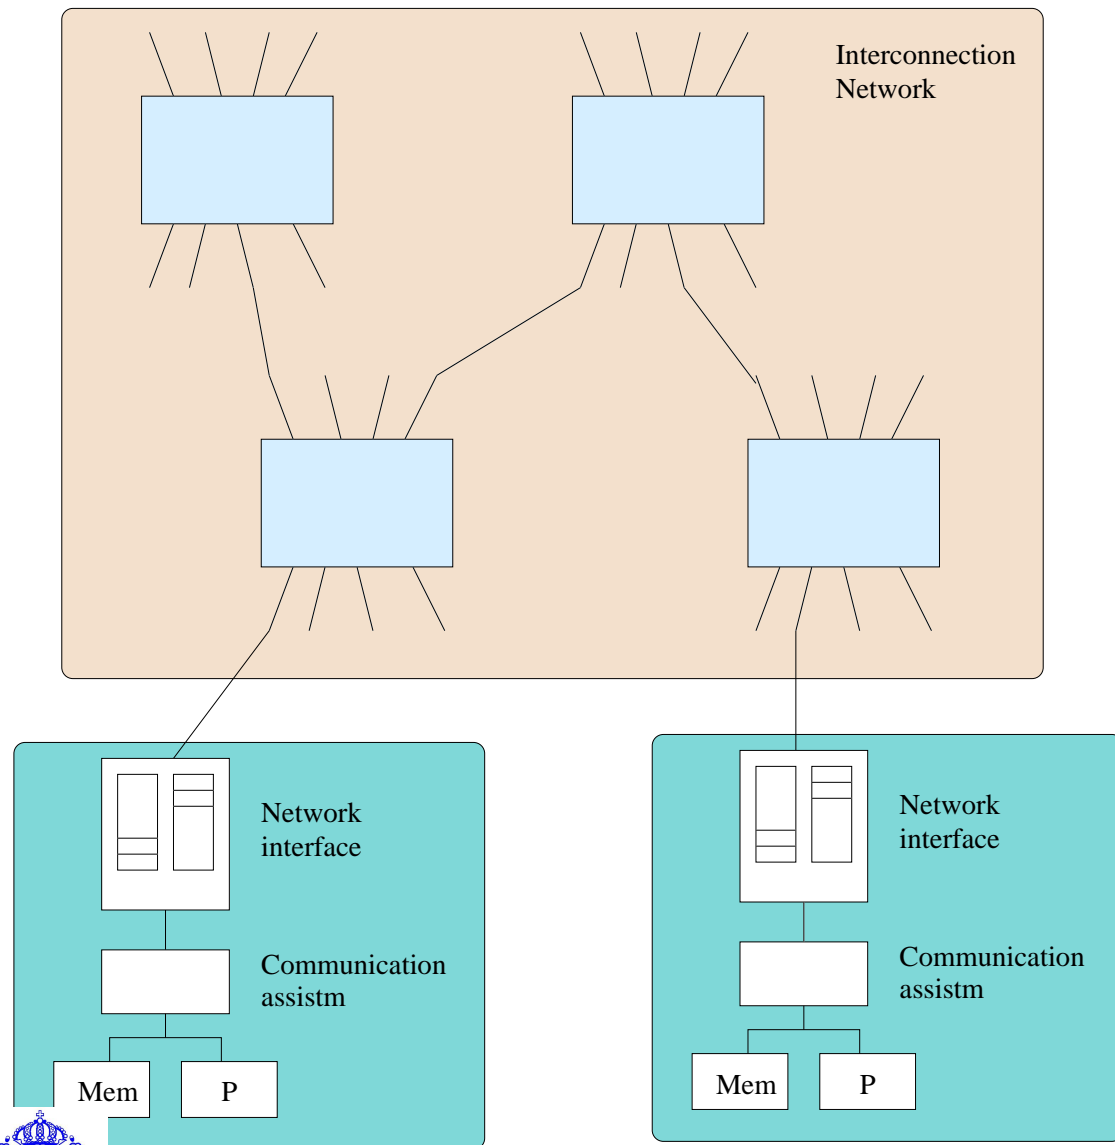 Interconnection
Network
Network
interface
Communication
assistm
Mem
P
Network
interface
Communication
assistm
Mem
P